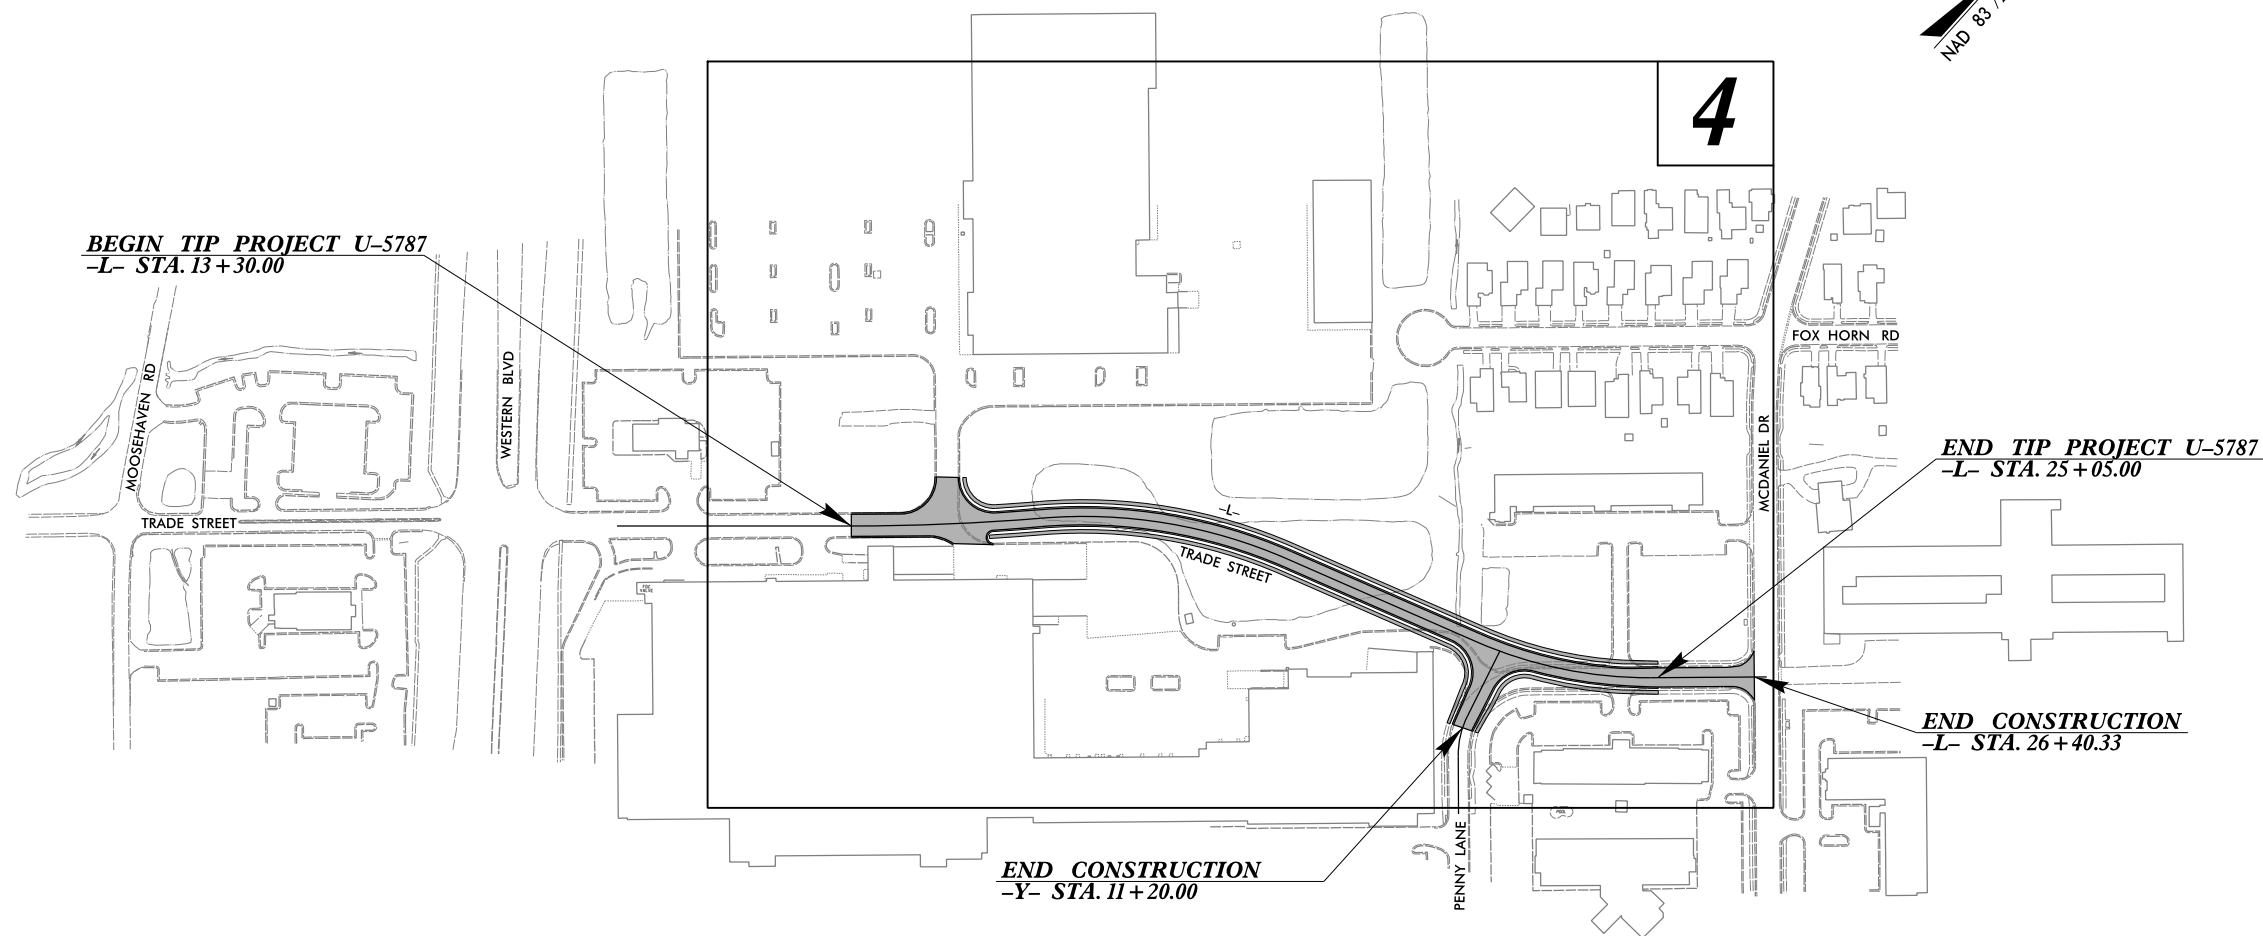 NAD 83
4
BEGIN TIP PROJECT U–5787
–L– STA. 13+30.00
MOOSEHAVEN RD
WESTERN BLVD
TRADE STREET
FOX HORN RD
MCDANIEL DR
END TIP PROJECT U–5787
–L– STA. 25+05.00
–L–
TRADE STREET
END CONSTRUCTION
–L– STA. 26+40.33
POOL
PENNY LANE
END CONSTRUCTION
–Y– STA. 11+20.00